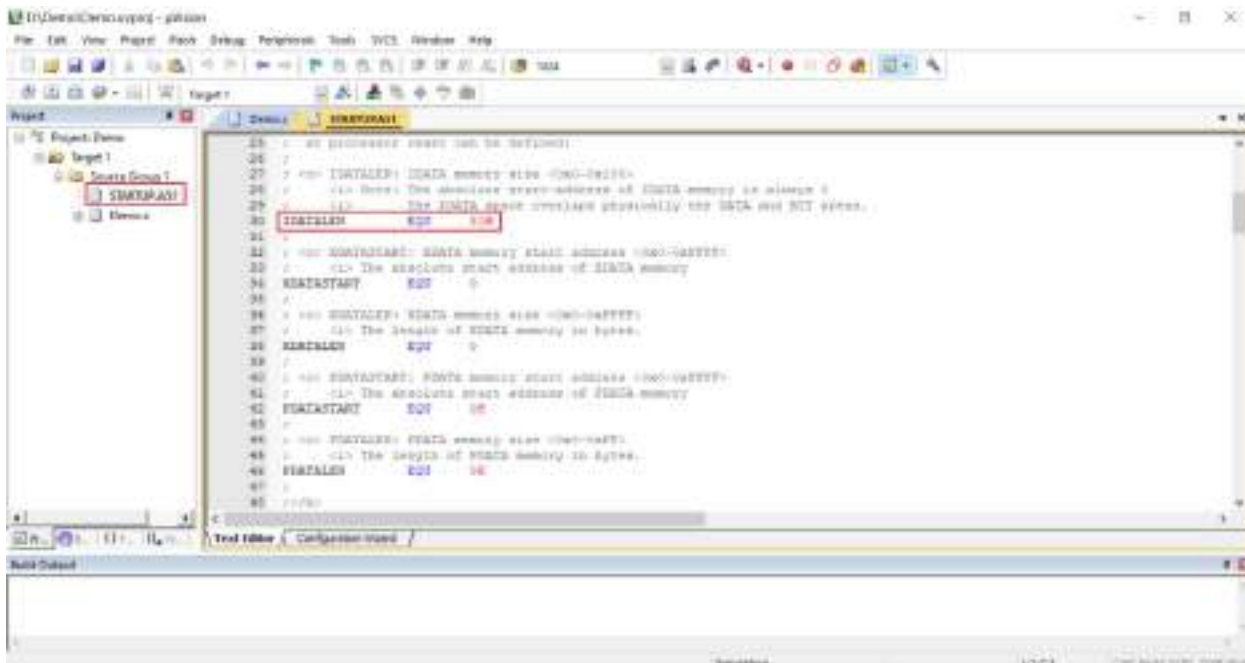 E:\Demo\Demo.uvproj - µVision
File Edit View Project Flash Debug Peripherals Tools SVCS Window Help
Target 1
Project
Demo.c STARTUP.A51
Project: Demo
Target 1
Source Group 1
STARTUP.A51
Demo.c
25 ; at processor reset can be defined:
26 ;
27 ; <o> IDATALEN: IDATA memory size <0x0-0x100>
28 ; <i> Note: The absolute start-address of IDATA memory is always 0
29 ; <i> The IDATA space overlaps physically the DATA and BIT areas.
30 IDATALEN EQU
31 ;
32 ; <o> XDATASTART: XDATA memory start address <0x0-0xFFFF>
33 ; <i> The absolute start address of XDATA memory
34 XDATASTART EQU 0
35 ;
36 ; <o> XDATALEN: XDATA memory size <0x0-0xFFFF>
37 ; <i> The length of XDATA memory in bytes.
38 XDATALEN EQU 0
39 ;
40 ; <o> PDATASTART: PDATA memory start address <0x0-0xFFFF>
41 ; <i> The absolute start address of PDATA memory
42 PDATASTART EQU 0H
43 ;
44 ; <o> PDATALEN: PDATA memory size <0x0-0xFF>
45 ; <i> The length of PDATA memory in bytes.
46 PDATALEN EQU 0H
47 ;
48 ;</h>
Text Editor Configuration Wizard
Build Output